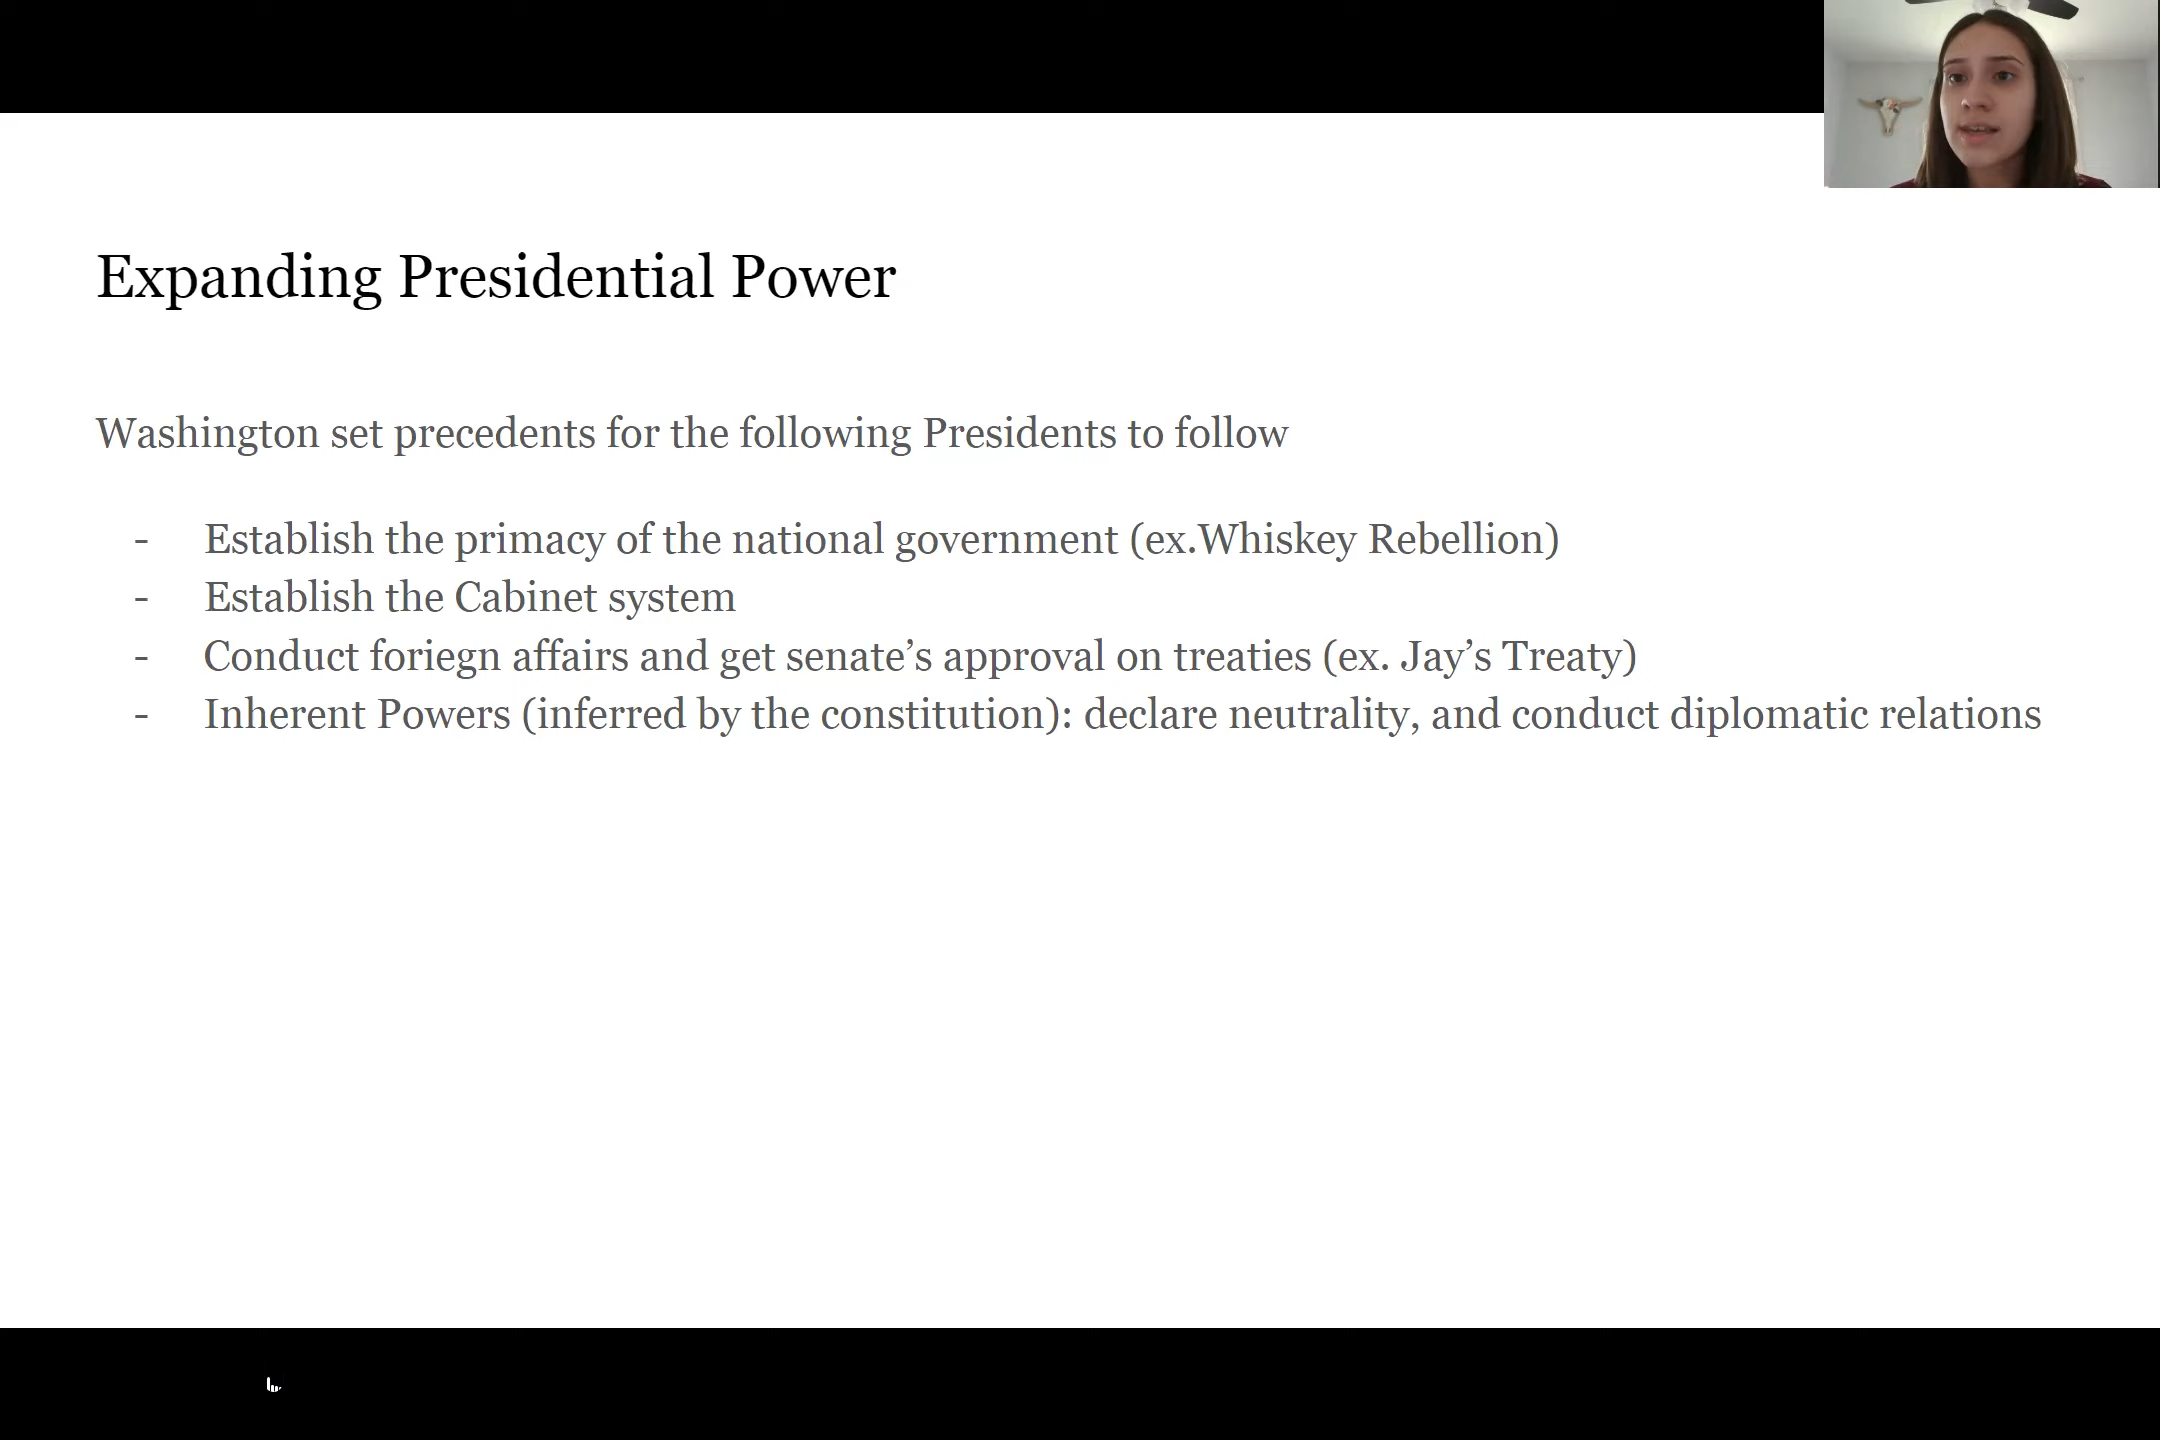 Expanding Presidential Power
Washington set precedents for the following Presidents to follow
- Establish the primacy of the national government (ex.Whiskey Rebellion)
- Establish the Cabinet system
- Conduct foriegn affairs and get senate’s approval on treaties (ex. Jay’s Treaty)
- Inherent Powers (inferred by the constitution): declare neutrality, and conduct diplomatic relations